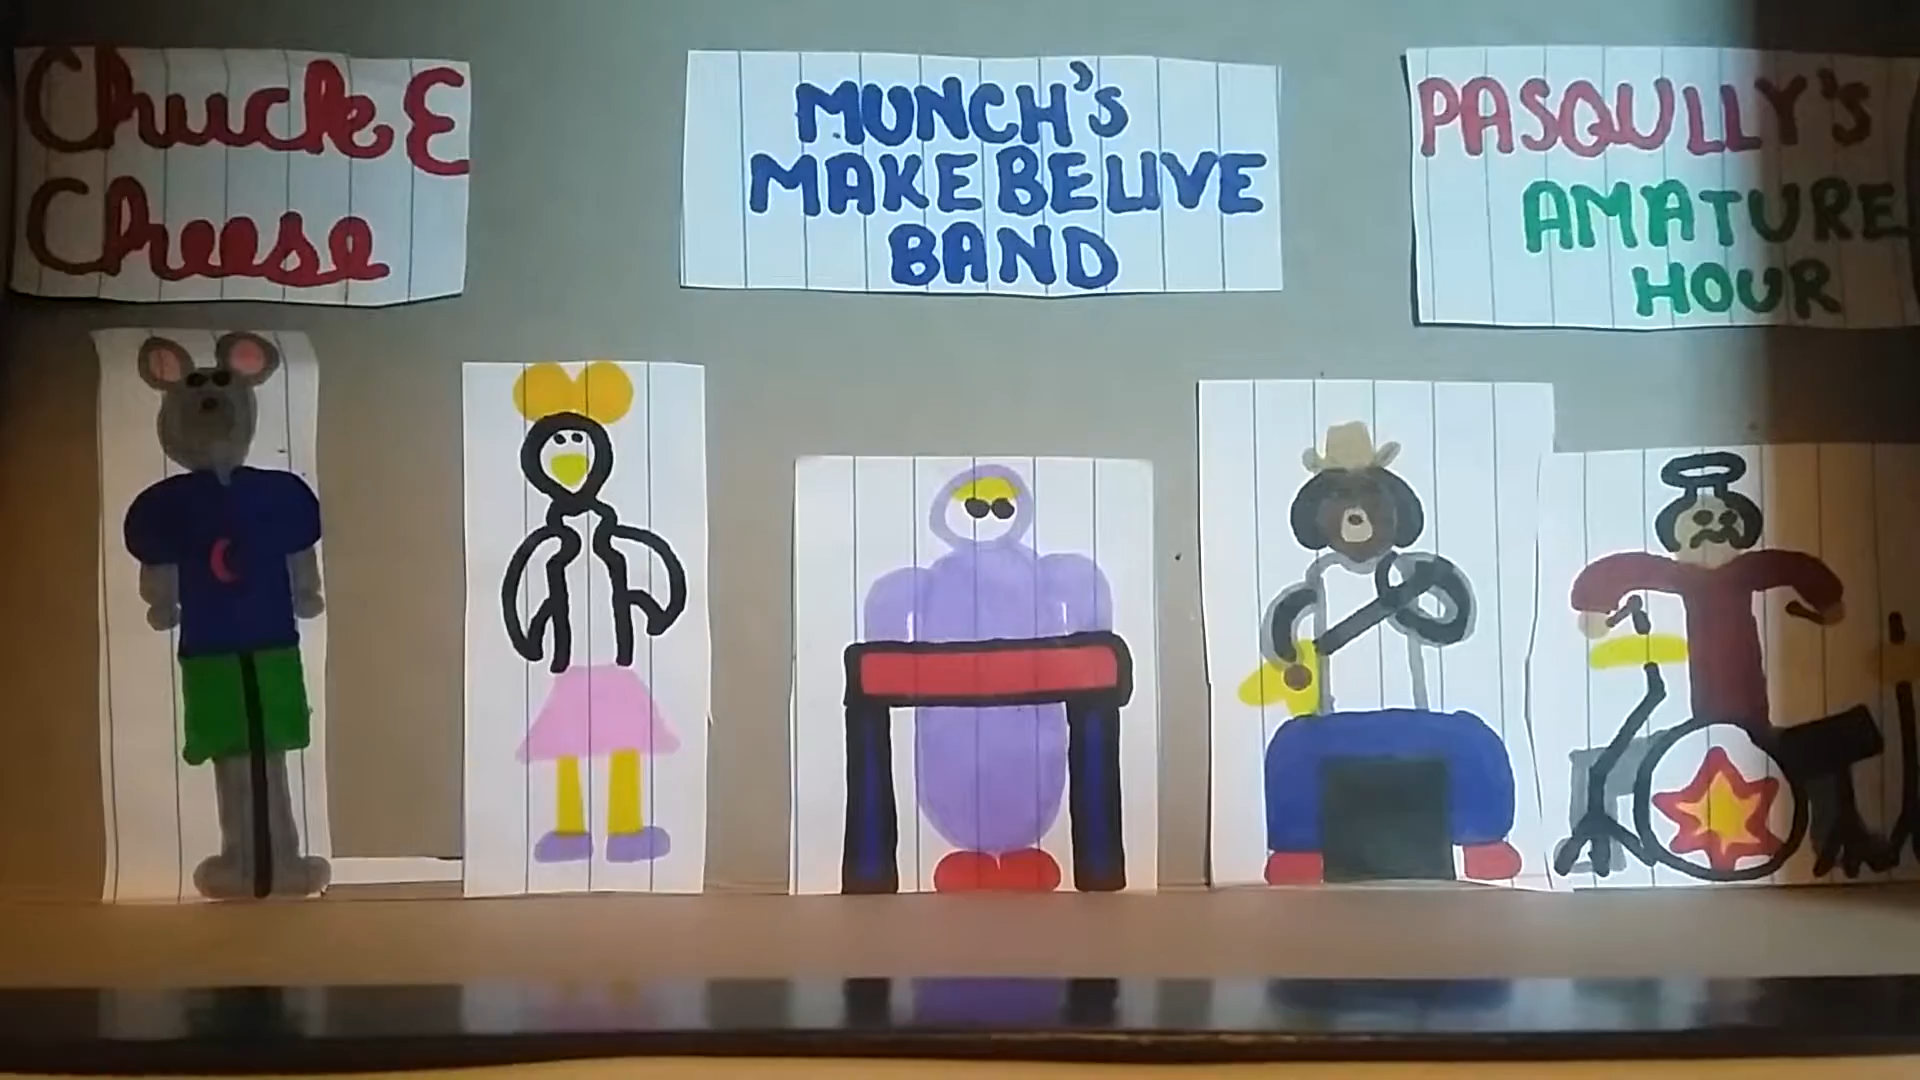 Chuck E
Cheese
MUNCH'S
MAKE BELIVE
BAND
PASQULLY'S
AMATURE
HOUR